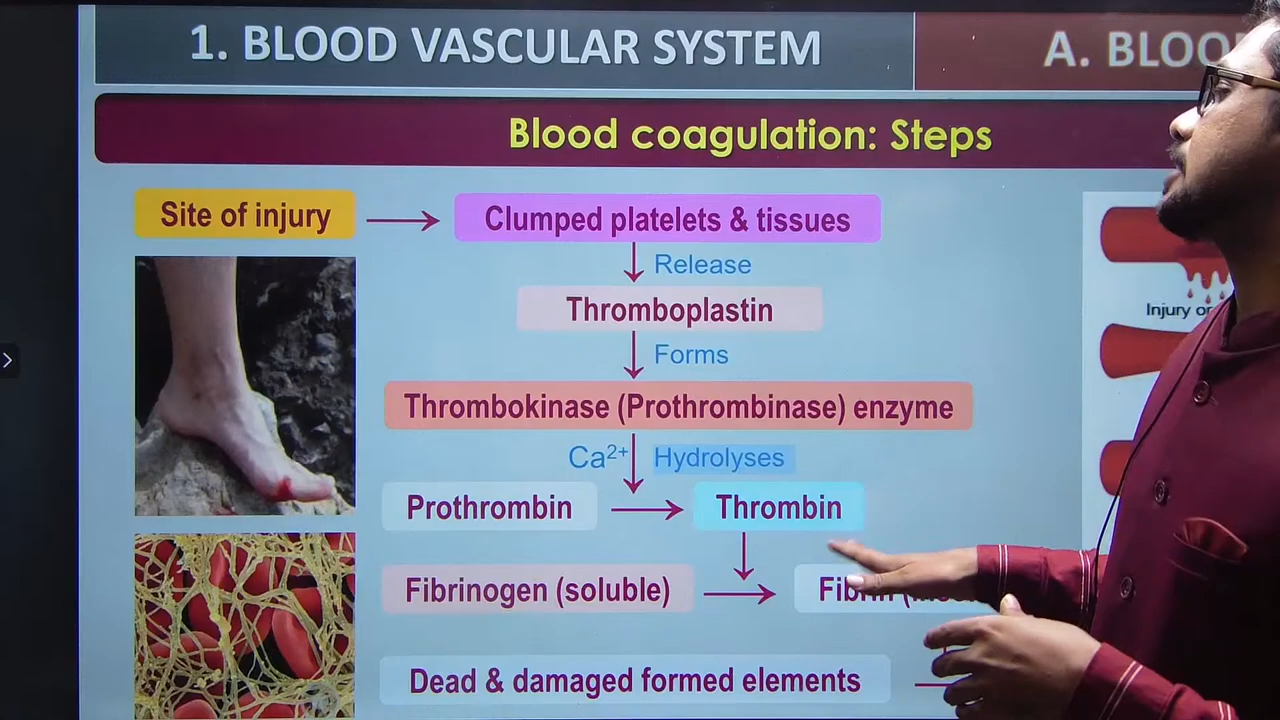 1. BLOOD VASCULAR SYSTEM
A. BLOO
Blood coagulation: Steps
Site of injury
Clumped platelets & tissues
Release
Thromboplastin
Injury or
Forms
Thrombokinase (Prothrombinase) enzyme
Ca²⁺ Hydrolyses
Prothrombin
Thrombin
Fibrinogen (soluble)
Fibrin
Dead & damaged formed elements